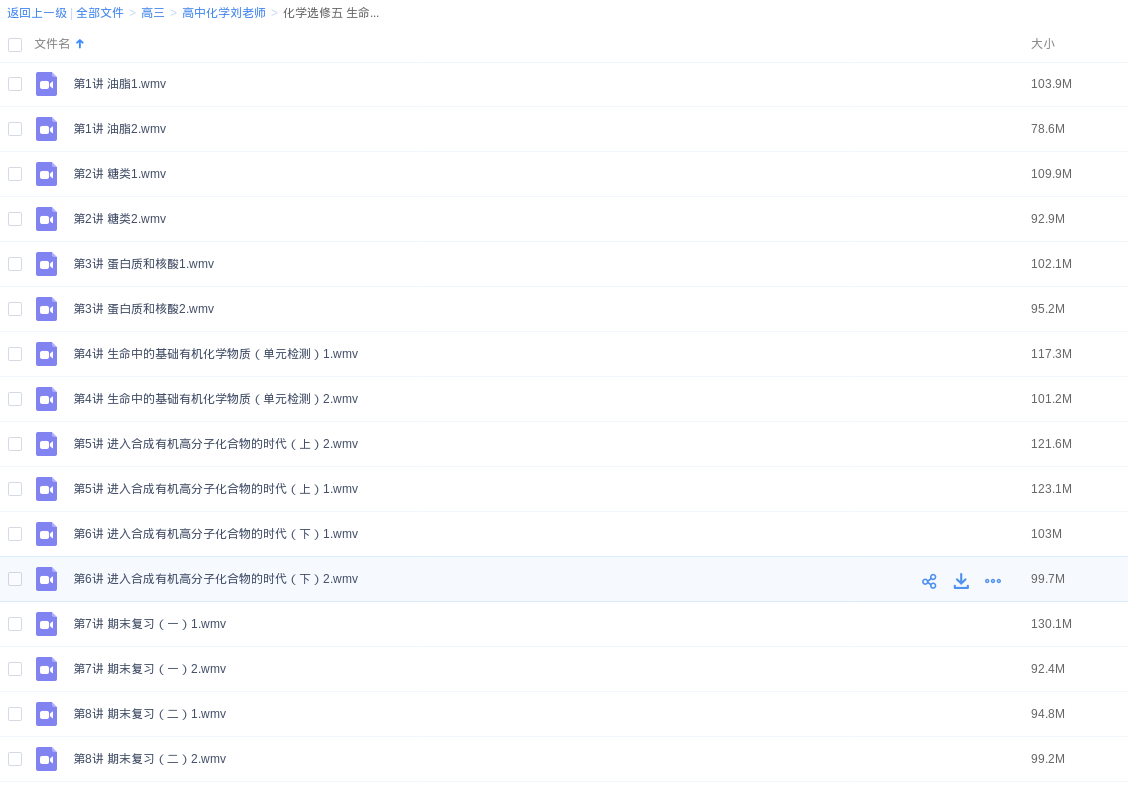 返回上一级 | 全部文件 > 高三 > 高中化学刘老师 > 化学选修五 生命...
文件名 大小
第1讲 油脂1.wmv 103.9M
第1讲 油脂2.wmv 78.6M
第2讲 糖类1.wmv 109.9M
第2讲 糖类2.wmv 92.9M
第3讲 蛋白质和核酸1.wmv 102.1M
第3讲 蛋白质和核酸2.wmv 95.2M
第4讲 生命中的基础有机化学物质（单元检测）1.wmv 117.3M
第4讲 生命中的基础有机化学物质（单元检测）2.wmv 101.2M
第5讲 进入合成有机高分子化合物的时代（上）2.wmv 121.6M
第5讲 进入合成有机高分子化合物的时代（上）1.wmv 123.1M
第6讲 进入合成有机高分子化合物的时代（下）1.wmv 103M
第6讲 进入合成有机高分子化合物的时代（下）2.wmv 99.7M
第7讲 期末复习（一）1.wmv 130.1M
第7讲 期末复习（一）2.wmv 92.4M
第8讲 期末复习（二）1.wmv 94.8M
第8讲 期末复习（二）2.wmv 99.2M